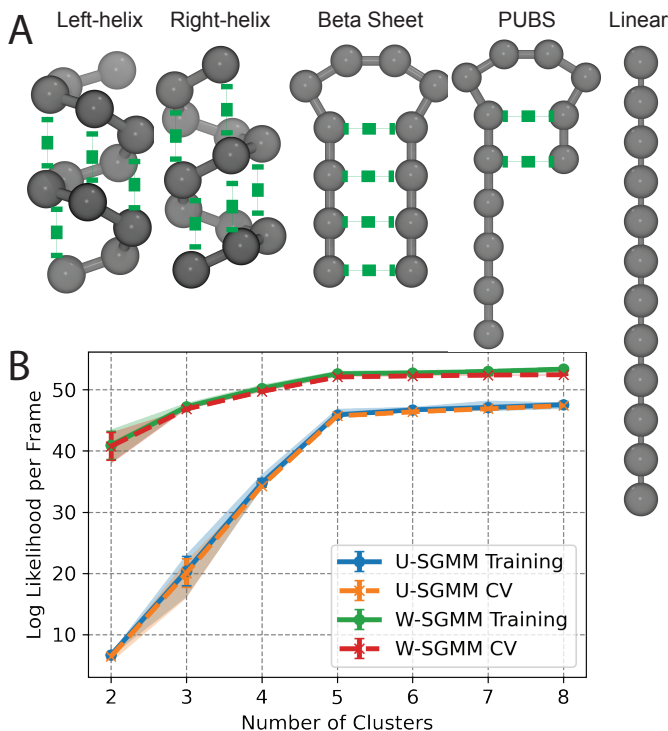 A
Left-helix Right-helix Beta Sheet PUBS Linear
B
Log Likelihood per Frame
50
40
30
20
10
2 3 4 5 6 7 8
Number of Clusters
U-SGMM Training
U-SGMM CV
W-SGMM Training
W-SGMM CV